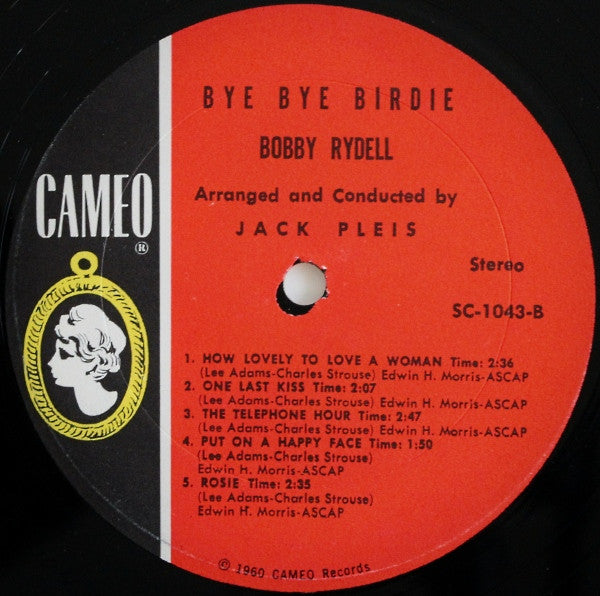 BYE BYE BIRDIE
BOBBY RYDELL
Arranged and Conducted by
JACK PLEIS
CAMEO
®
Stereo
SC-1043-B
1. HOW LOVELY TO LOVE A WOMAN Time: 2:36
(Lee Adams-Charles Strouse) Edwin H. Morris-ASCAP
2. ONE LAST KISS Time: 2:07
(Lee Adams-Charles Strouse) Edwin H. Morris-ASCAP
3. THE TELEPHONE HOUR Time: 2:47
(Lee Adams-Charles Strouse) Edwin H. Morris-ASCAP
4. PUT ON A HAPPY FACE Time: 1:50
(Lee Adams-Charles Strouse)
Edwin H. Morris-ASCAP
5. ROSIE Time: 2:35
(Lee Adams-Charles Strouse)
Edwin H. Morris-ASCAP
© 1960 CAMEO Records